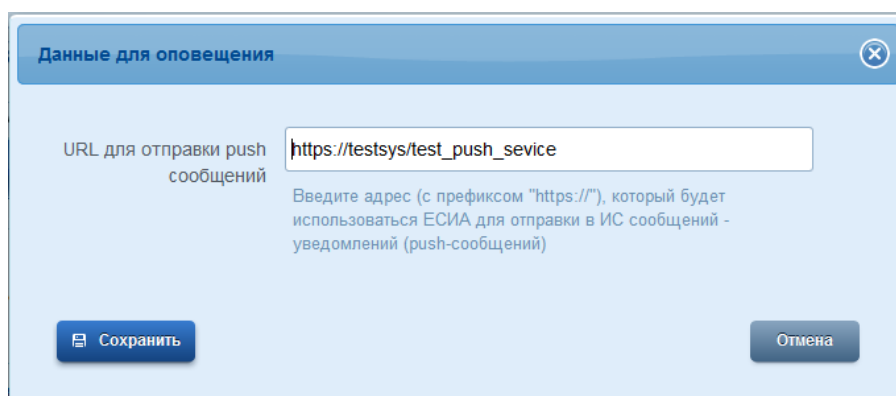 Данные для оповещения
URL для отправки push
сообщений
https://testsys/test_push_sevice
Введите адрес (с префиксом "https://"), который будет
использоваться ЕСИА для отправки в ИС сообщений -
уведомлений (push-сообщений)
Сохранить
Отмена